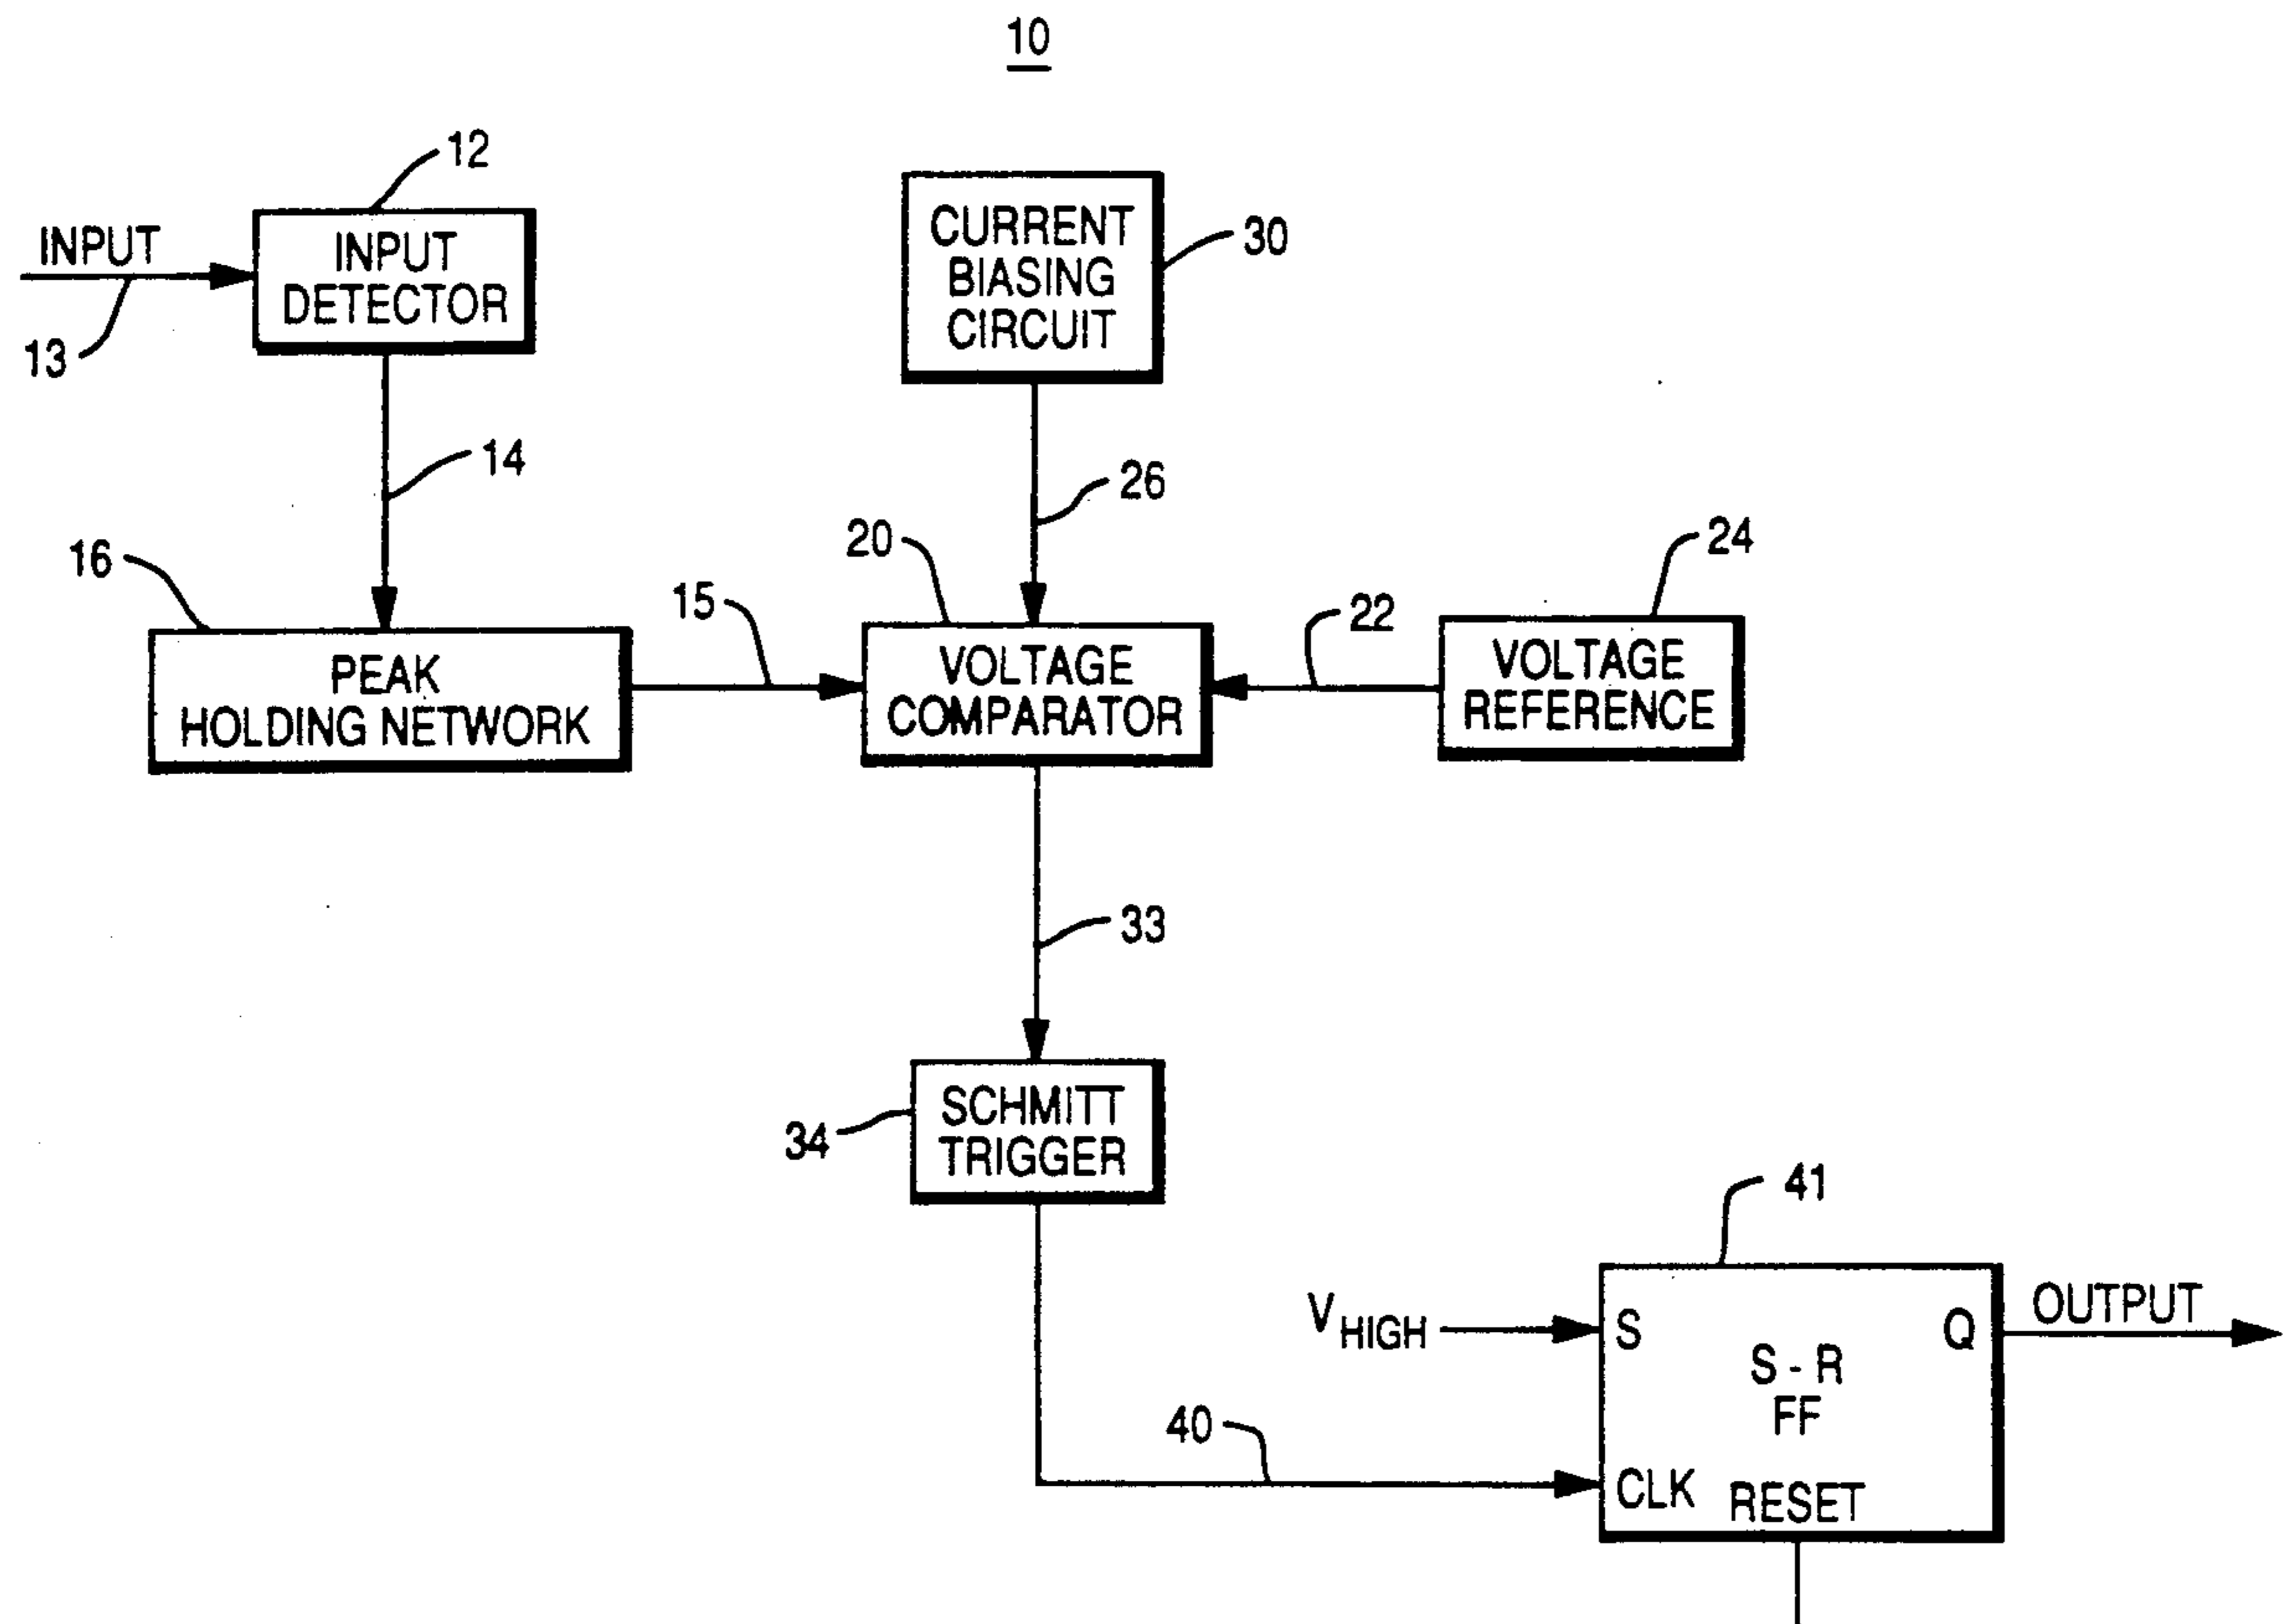 10
12
INPUT
INPUT
DETECTOR
13
CURRENT
BIASING
CIRCUIT
30
14
26
16
15
20
22
24
PEAK
HOLDING NETWORK
VOLTAGE
COMPARATOR
VOLTAGE
REFERENCE
33
SCHMITT
TRIGGER
34
41
VHIGH
S
Q
OUTPUT
S - R
FF
40
CLK
RESET